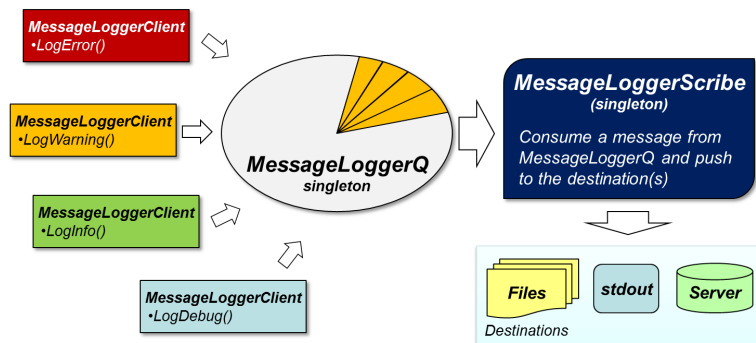 MessageLoggerClient
•LogError()
MessageLoggerClient
•LogWarning()
MessageLoggerClient
•LogInfo()
MessageLoggerClient
•LogDebug()
MessageLoggerQ
singleton
MessageLoggerScribe
(singleton)
Consume a message from
MessageLoggerQ and push
to the destination(s)
Files
stdout
Server
Destinations